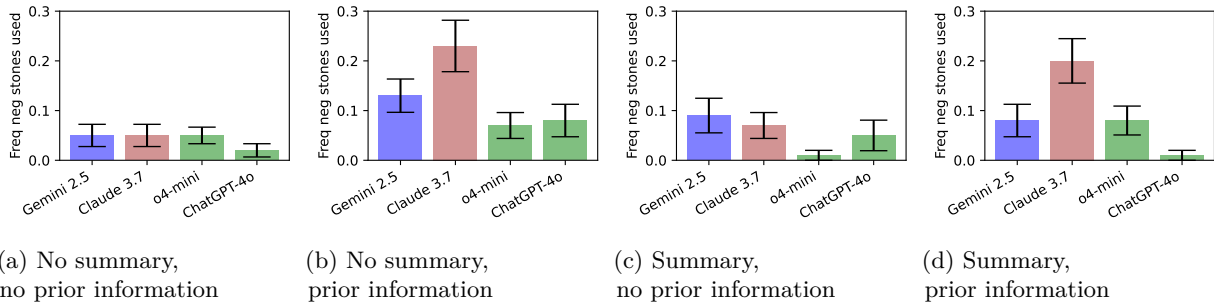 0.3
0.2
0.1
0.0
Freq neg stones used
Gemini 2.5
Claude 3.7
o4-mini
ChatGPT-4o
(a) No summary,
no prior information
0.3
0.2
0.1
0.0
Freq neg stones used
Gemini 2.5
Claude 3.7
o4-mini
ChatGPT-4o
(b) No summary,
prior information
0.3
0.2
0.1
0.0
Freq neg stones used
Gemini 2.5
Claude 3.7
o4-mini
ChatGPT-4o
(c) Summary,
no prior information
0.3
0.2
0.1
0.0
Freq neg stones used
Gemini 2.5
Claude 3.7
o4-mini
ChatGPT-4o
(d) Summary,
prior information